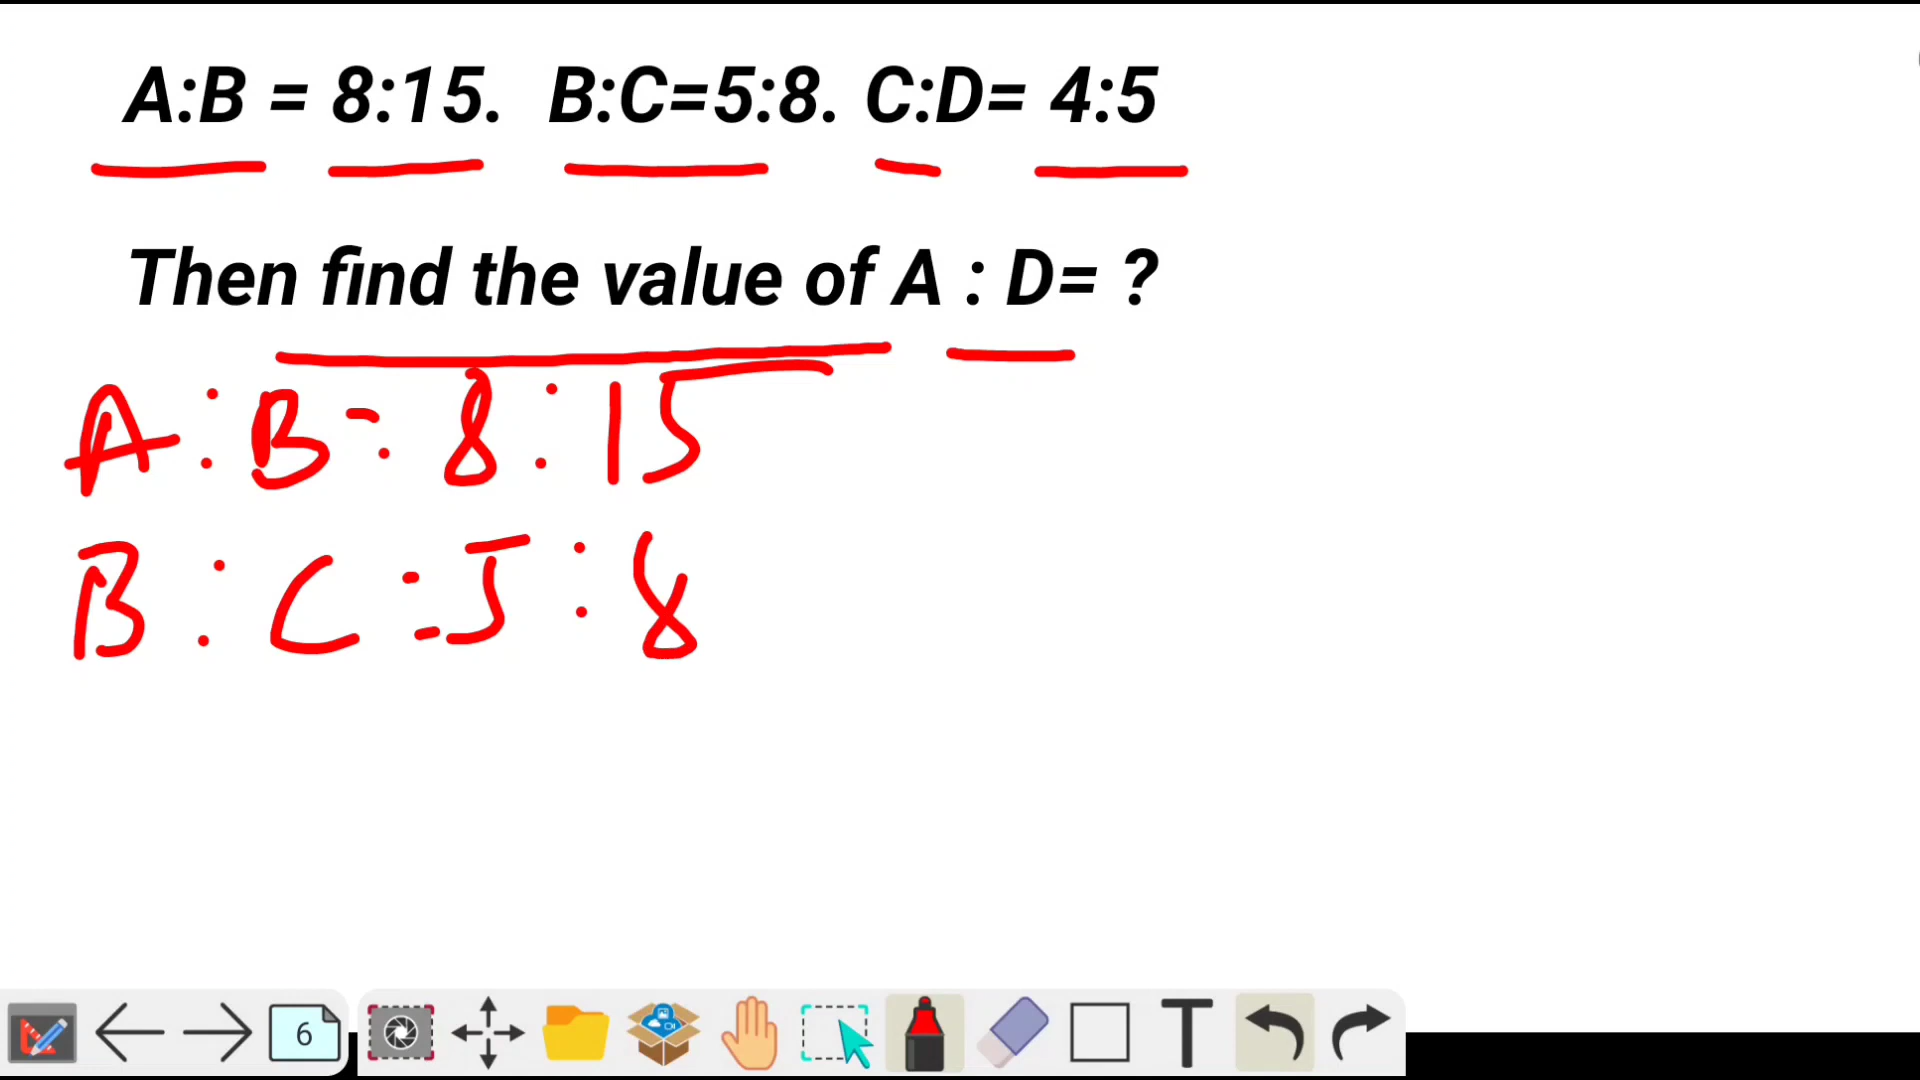 A:B = 8:15. B:C=5:8. C:D= 4:5
Then find the value of A : D= ?
A : B = 8 : 15
B : C = 5 : 8
6
T